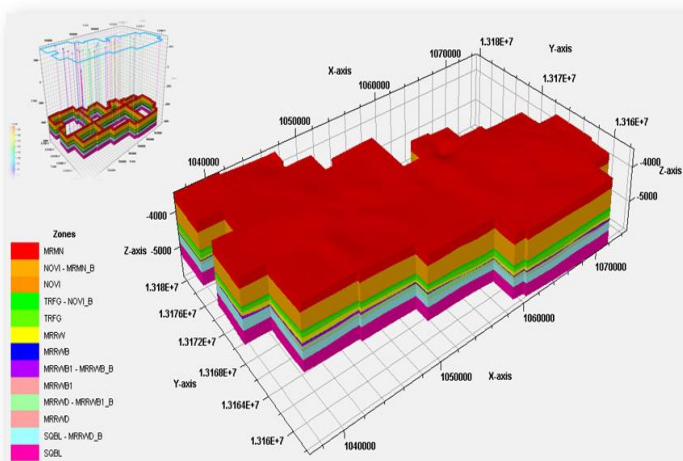 X-axis
Y-axis
1.318E+7
1070000
1.317E+7
1060000
1.316E+7
1050000
-4000
Z-axis
-5000
1040000
-4000
Z-axis
-5000
1.318E+7
1.3176E+7
1.3172E+7
1.3168E+7
1.3164E+7
1.316E+7
Y-axis
1070000
1060000
X-axis
1050000
1040000
Zones
MRMN
NOVI - MRMN_B
NOVI
TRFG - NOVI_B
TRFG
MRRW
MRRWB
MRRWB1 - MRRWB_B
MRRWB1
MRRWD - MRRWB1_B
MRRWD
SQBL - MRRWD_B
SQBL